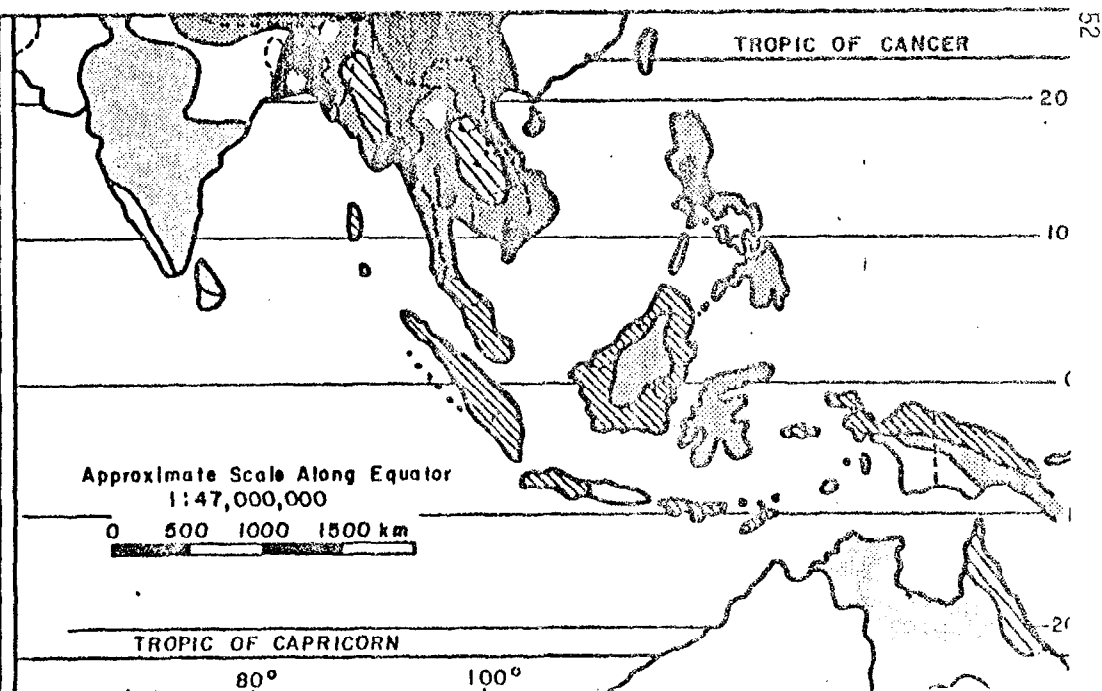 52
TROPIC OF CANCER
20
10
0
Approximate Scale Along Equator
1:47,000,000
0 500 1000 1500 km
TROPIC OF CAPRICORN
80° 100°